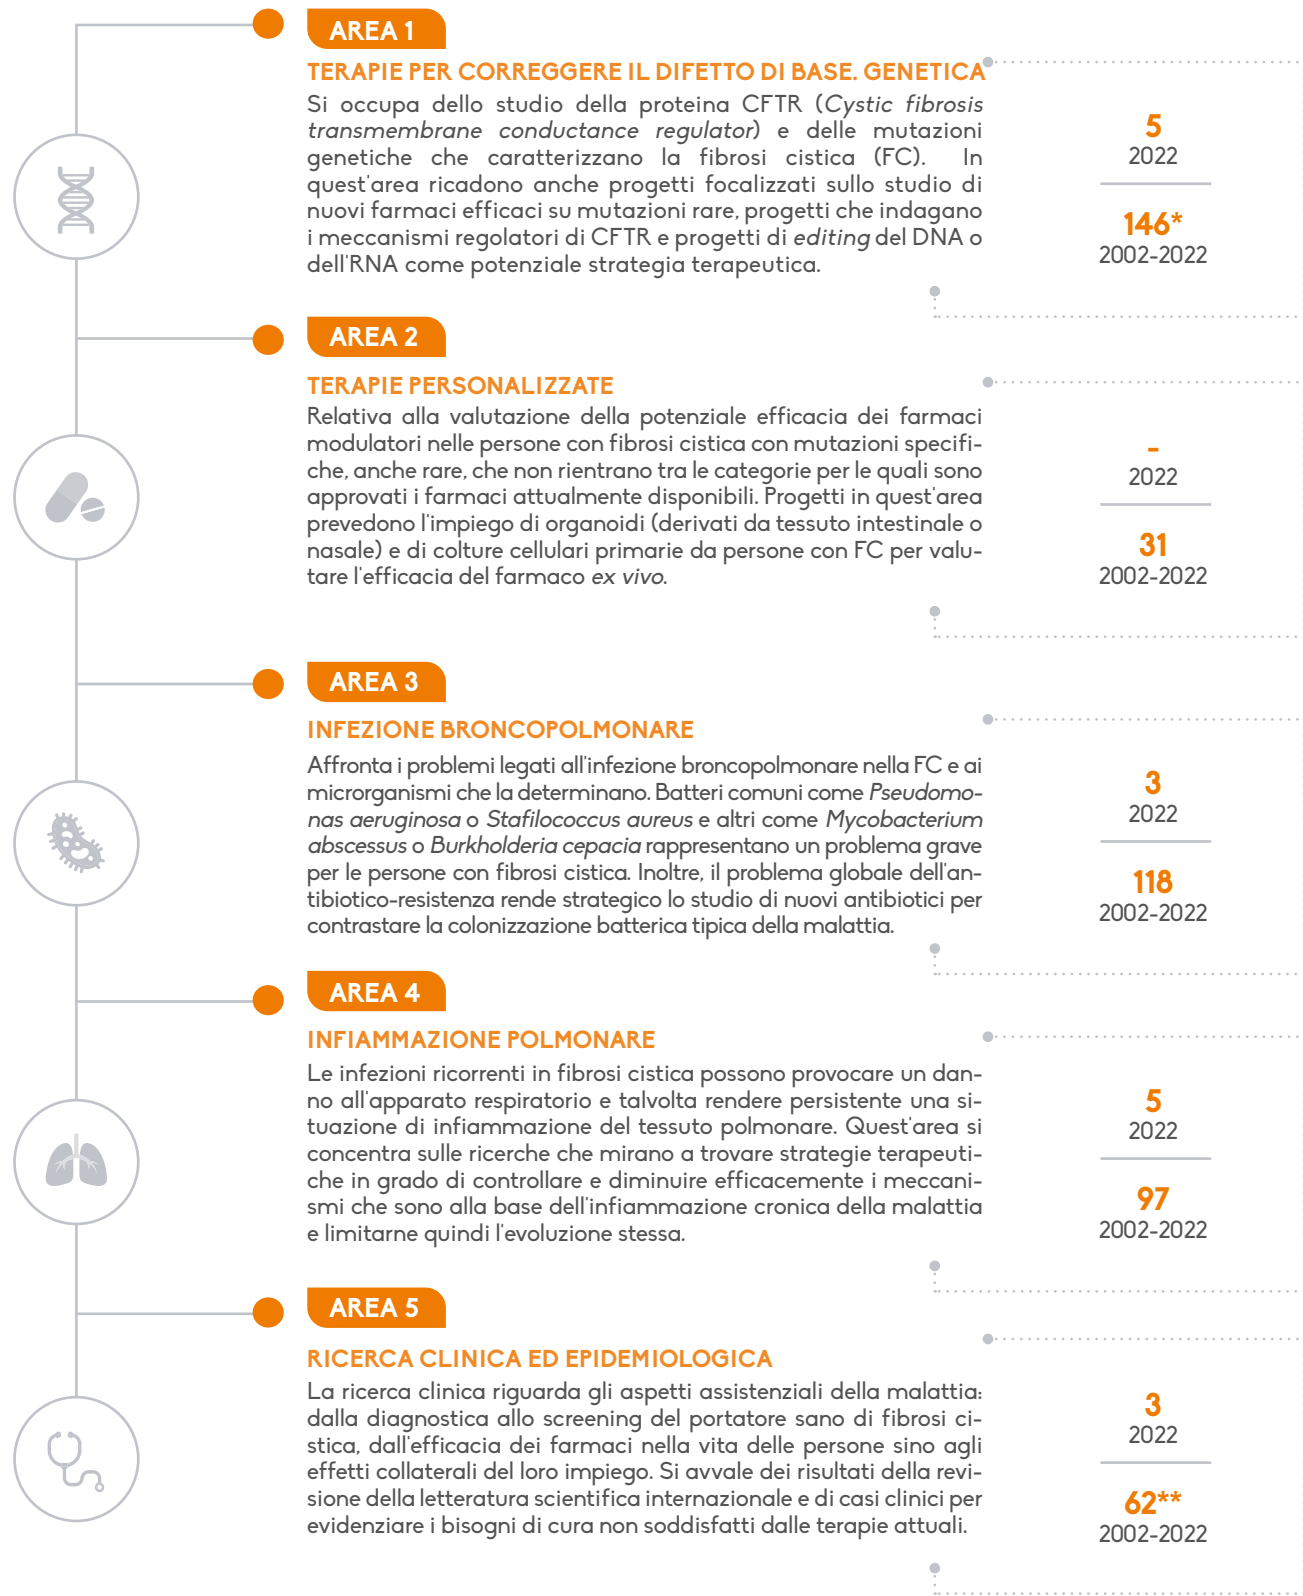 AREA 1
TERAPIE PER CORREGGERE IL DIFETTO DI BASE. GENETICA
Si occupa dello studio della proteina CFTR (Cystic fibrosis
transmembrane conductance regulator) e delle mutazioni
genetiche che caratterizzano la fibrosi cistica (FC). In
quest'area ricadono anche progetti focalizzati sullo studio di
nuovi farmaci efficaci su mutazioni rare, progetti che indagano
i meccanismi regolatori di CFTR e progetti di editing del DNA o
dell'RNA come potenziale strategia terapeutica.
5
2022
146*
2002-2022
AREA 2
TERAPIE PERSONALIZZATE
Relativa alla valutazione della potenziale efficacia dei farmaci
modulatori nelle persone con fibrosi cistica con mutazioni specifi-
che, anche rare, che non rientrano tra le categorie per le quali sono
approvati i farmaci attualmente disponibili. Progetti in quest'area
prevedono l'impiego di organoidi (derivati da tessuto intestinale o
nasale) e di colture cellulari primarie da persone con FC per valu-
tare l'efficacia del farmaco ex vivo.
-
2022
31
2002-2022
AREA 3
INFEZIONE BRONCOPOLMONARE
Affronta i problemi legati all'infezione broncopolmonare nella FC e ai
microrganismi che la determinano. Batteri comuni come Pseudomo-
nas aeruginosa o Stafilococcus aureus e altri come Mycobacterium
abscessus o Burkholderia cepacia rappresentano un problema grave
per le persone con fibrosi cistica. Inoltre, il problema globale dell'an-
tibiotico-resistenza rende strategico lo studio di nuovi antibiotici per
contrastare la colonizzazione batterica tipica della malattia.
3
2022
118
2002-2022
AREA 4
INFIAMMAZIONE POLMONARE
Le infezioni ricorrenti in fibrosi cistica possono provocare un dan-
no all'apparato respiratorio e talvolta rendere persistente una si-
tuazione di infiammazione del tessuto polmonare. Quest'area si
concentra sulle ricerche che mirano a trovare strategie terapeuti-
che in grado di controllare e diminuire efficacemente i meccani-
smi che sono alla base dell'infiammazione cronica della malattia
e limitarne quindi l'evoluzione stessa.
5
2022
97
2002-2022
AREA 5
RICERCA CLINICA ED EPIDEMIOLOGICA
La ricerca clinica riguarda gli aspetti assistenziali della malattia:
dalla diagnostica allo screening del portatore sano di fibrosi ci-
stica, dall'efficacia dei farmaci nella vita delle persone sino agli
effetti collaterali del loro impiego. Si avvale dei risultati della revi-
sione della letteratura scientifica internazionale e di casi clinici per
evidenziare i bisogni di cura non soddisfatti dalle terapie attuali.
3
2022
62**
2002-2022